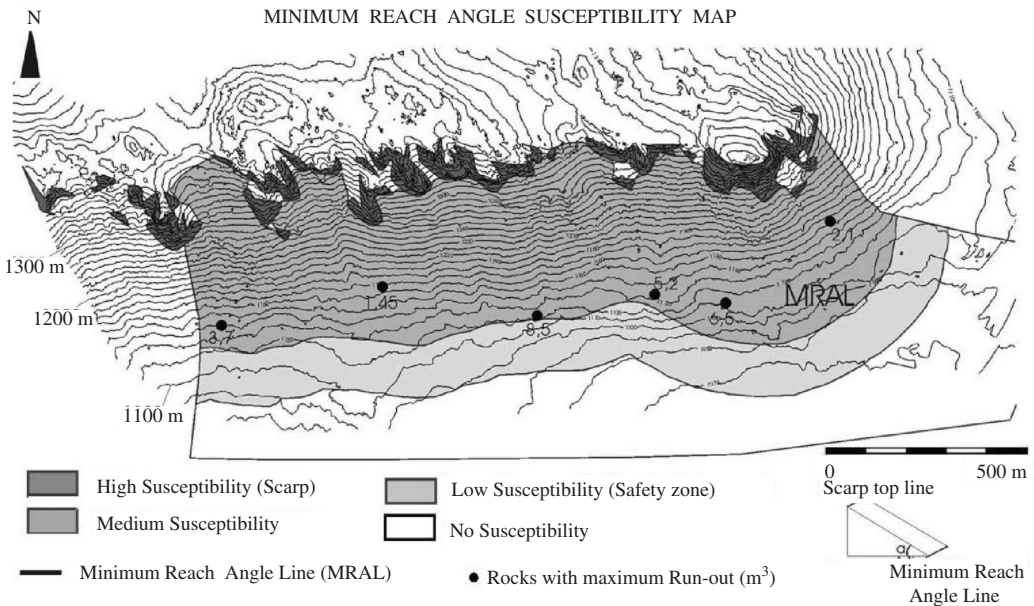 MINIMUM REACH ANGLE SUSCEPTIBILITY MAP
N
2,1
1300 m
5,2
MRAL
1,45
6,5
1200 m
8,5
3,7
1100 m
0 500 m
High Susceptibility (Scarp)
Low Susceptibility (Safety zone)
Scarp top line
Medium Susceptibility
No Susceptibility
Minimum Reach Angle Line (MRAL)
Rocks with maximum Run-out (m³)
Minimum Reach
Angle Line